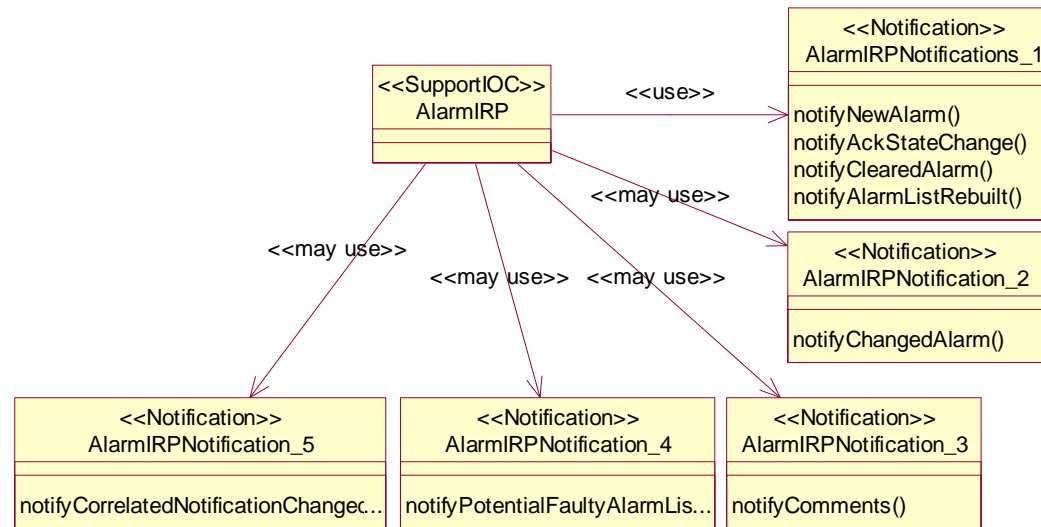 <<Notification>>
AlarmIRPNotifications_1
notifyNewAlarm()
notifyAckStateChange()
notifyClearedAlarm()
notifyAlarmListRebuilt()
<<SupportIOC>>
AlarmIRP
<<use>>
<<may use>>
<<may use>>
<<may use>>
<<may use>>
<<Notification>>
AlarmIRPNotification_2
notifyChangedAlarm()
<<Notification>>
AlarmIRPNotification_5
notifyCorrelatedNotificationChanged...
<<Notification>>
AlarmIRPNotification_4
notifyPotentialFaultyAlarmLis...
<<Notification>>
AlarmIRPNotification_3
notifyComments()